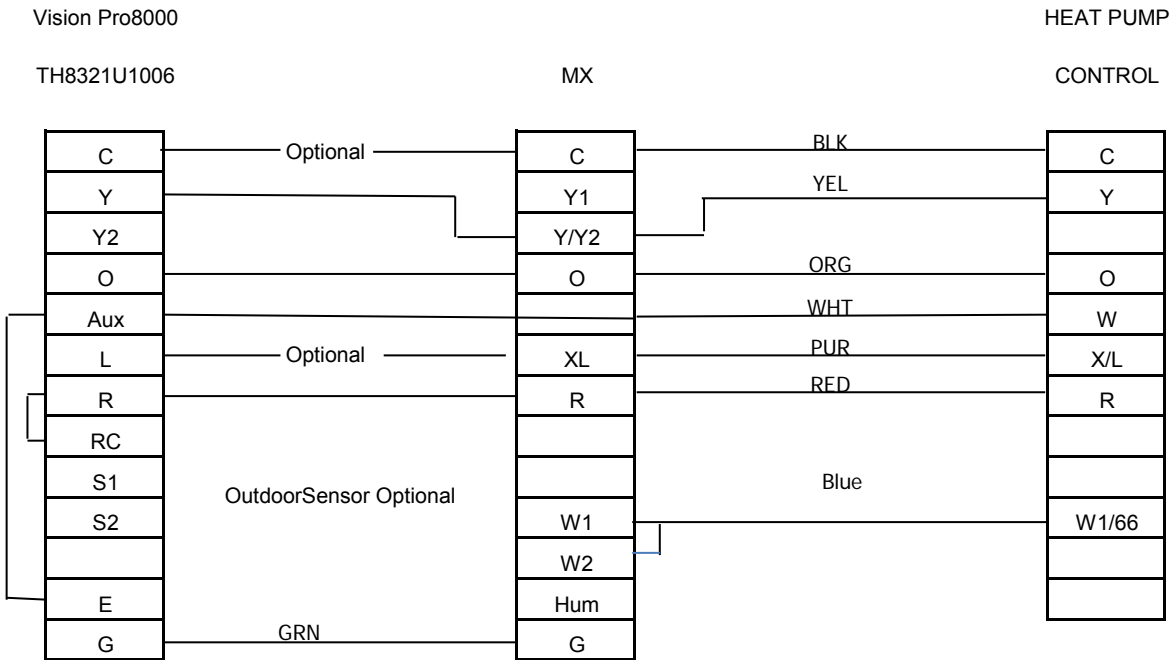 Vision Pro8000 HEAT PUMP
TH8321U1006 MX CONTROL
C Optional C BLK C
Y Y1 YEL Y
Y2 Y/Y2
O O ORG O
Aux WHT W
L Optional XL PUR X/L
R R RED R
RC
S1 OutdoorSensor Optional Blue
S2 W1 W1/66
W2
E Hum
G GRN G